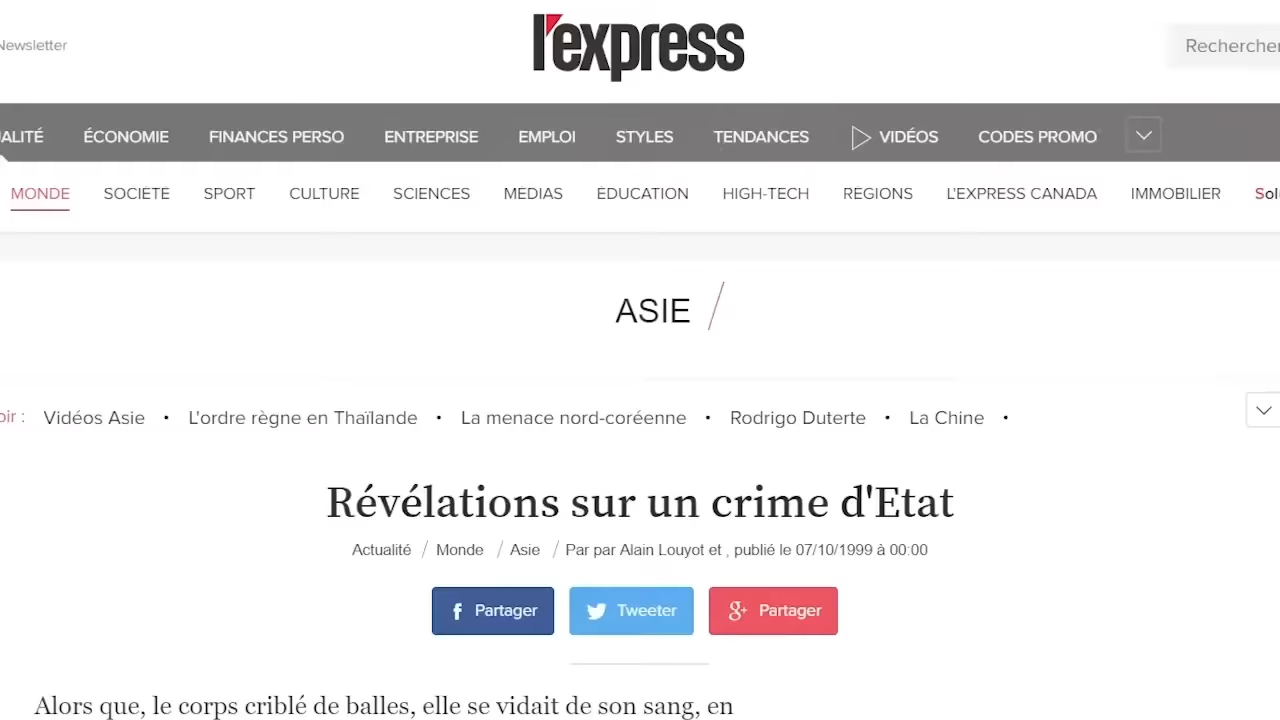 Newsletter
l'express
Rechercher
ALITÉ ÉCONOMIE FINANCES PERSO ENTREPRISE EMPLOI STYLES TENDANCES VIDÉOS CODES PROMO
MONDE SOCIETE SPORT CULTURE SCIENCES MEDIAS EDUCATION HIGH-TECH REGIONS L'EXPRESS CANADA IMMOBILIER Sol
ASIE /
oir : Vidéos Asie • L'ordre règne en Thaïlande • La menace nord-coréenne • Rodrigo Duterte • La Chine •
Révélations sur un crime d'Etat
Actualité / Monde / Asie / Par par Alain Louyot et , publié le 07/10/1999 à 00:00
f Partager Tweeter g+ Partager
Alors que, le corps criblé de balles, elle se vidait de son sang, en